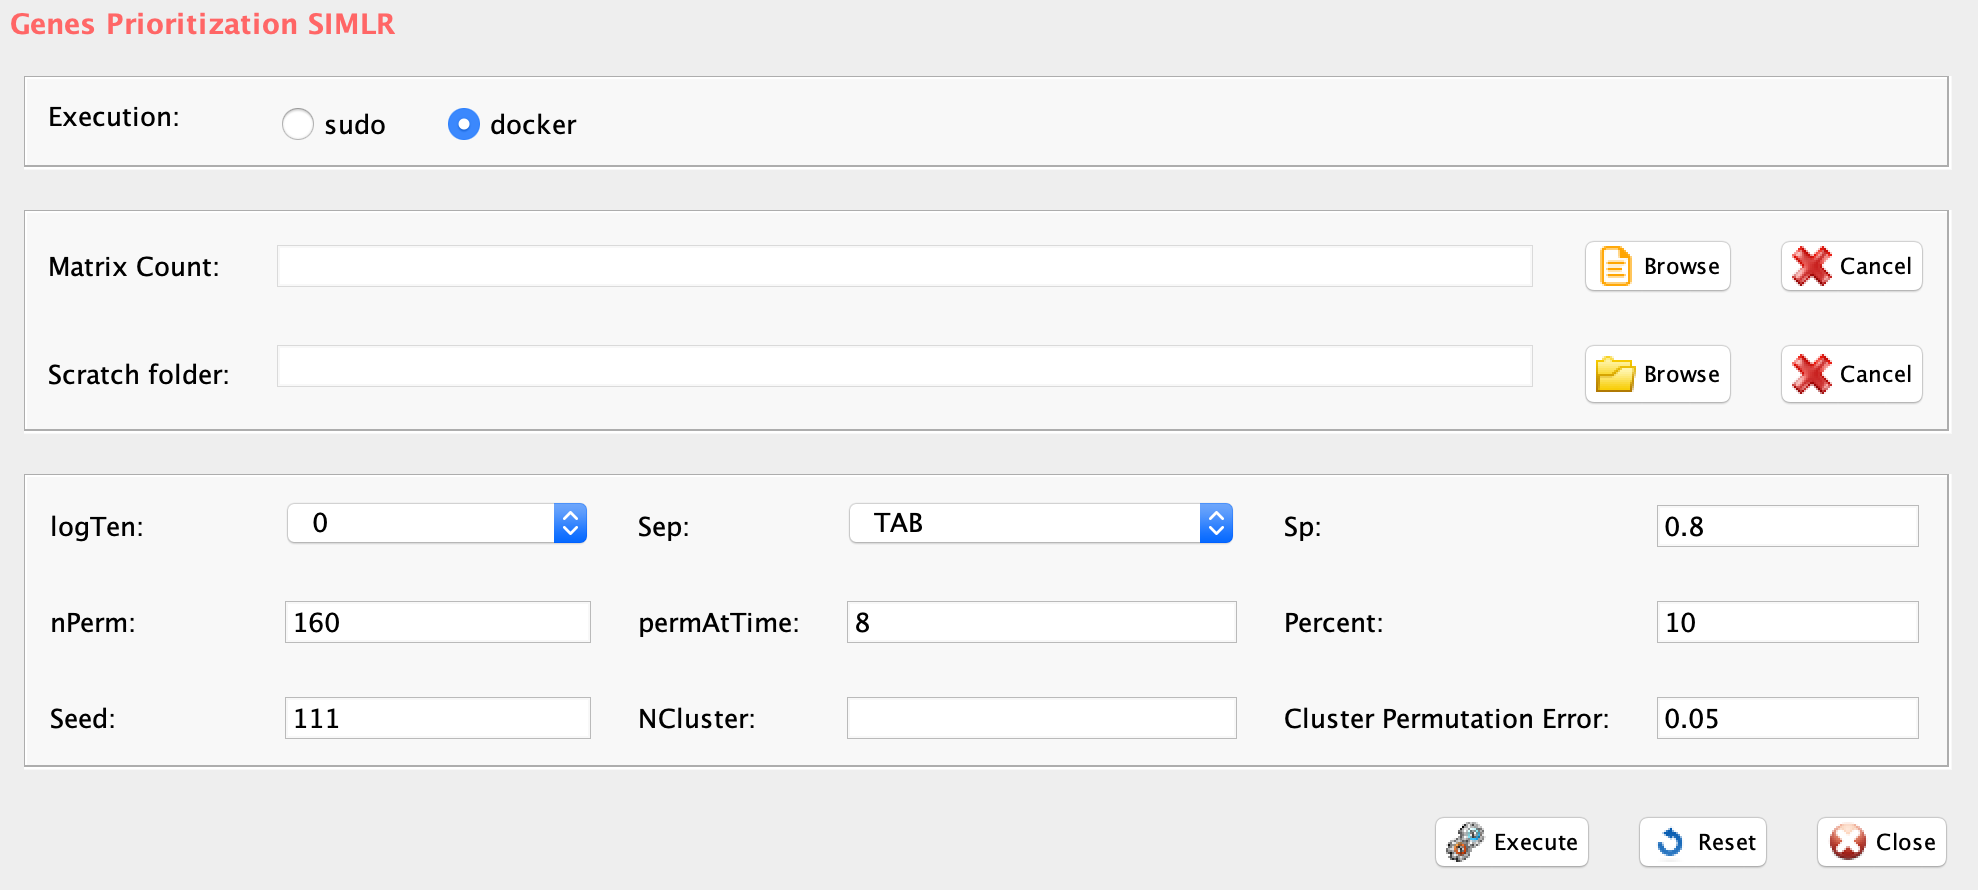 Genes Prioritization SIMLR
Execution: sudo docker
Matrix Count: Browse Cancel
Scratch folder: Browse Cancel
logTen: 0 Sep: TAB Sp: 0.8
nPerm: 160 permAtTime: 8 Percent: 10
Seed: 111 NCluster: Cluster Permutation Error: 0.05
Execute Reset Close